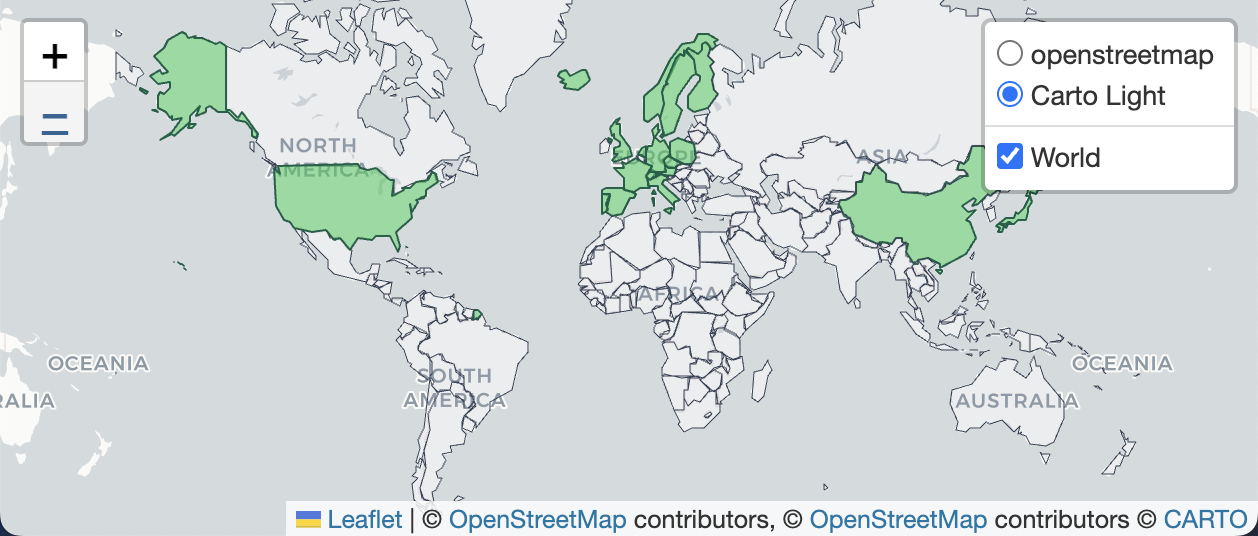 +
openstreetmap
Carto Light
World
NORTH
AMERICA
EUROPE
ASIA
AFRICA
OCEANIA
OCEANIA
SOUTH
AMERICA
RALIA
AUSTRALIA
Leaflet | © OpenStreetMap contributors, © OpenStreetMap contributors © CARTO